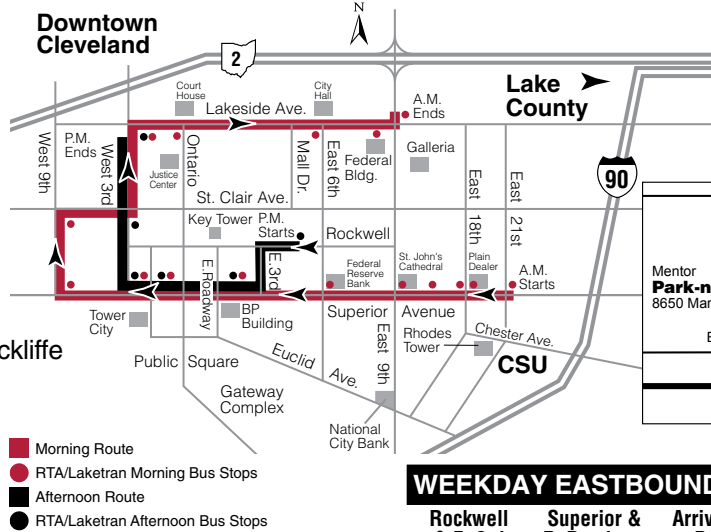 Downtown
Cleveland
N
2
Court
House
City
Hall
Lakeside Ave.
A.M.
Ends
Lake
County
West 9th
P.M.
Ends
West 3rd
Justice
Center
Ontario
Mall Dr.
East 6th
Federal
Bldg.
Galleria
90
St. Clair Ave.
East 18th
East 21st
Key Tower
P.M.
Starts
Rockwell
E.Roadway
E.3rd
Federal
Reserve
Bank
St. John's
Cathedral
Plain
Dealer
A.M.
Starts
Mentor
Park-n
8650 Mar
E
Tower
City
BP
Building
Superior
Avenue
Rhodes
Tower
Chester Ave.
CSU
ckliffe
Public Square
Euclid Ave.
East 9th
Gateway
Complex
National
City Bank
Morning Route
RTA/Laketran Morning Bus Stops
Afternoon Route
RTA/Laketran Afternoon Bus Stops
WEEKDAY EASTBOUND
Rockwell
Superior &
Arriv